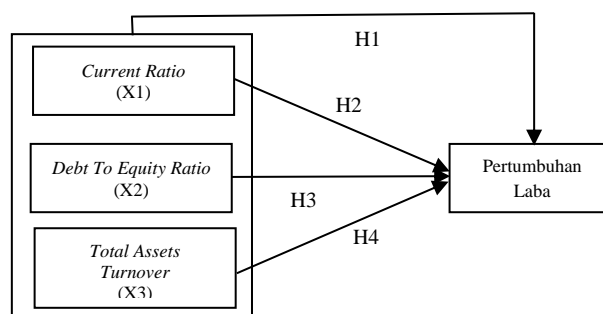 H1
Current Ratio
(X1)
H2
Debt To Equity Ratio
(X2)
Pertumbuhan
Laba
H3
H4
Total Assets
Turnover
(X3)